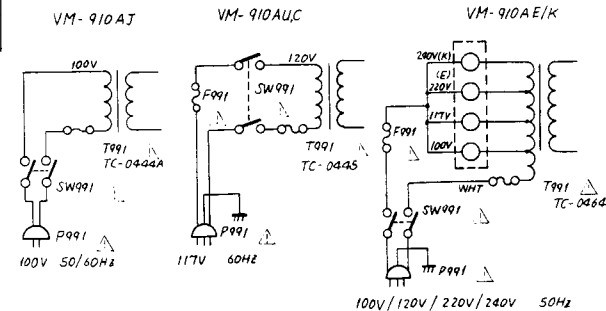 VM-910AJ
100V
T991
TC-0444A
SW991
P991
100V 50/60Hz
VM-910AU,C
120V
F991
SW991
T991
TC-0445
P991
117V 60Hz
VM-910AE/K
240V(K)
(E)
220V
117V
100V
F991
WHT
T991
TC-0464
SW991
P991
100V/120V/220V/240V 50Hz